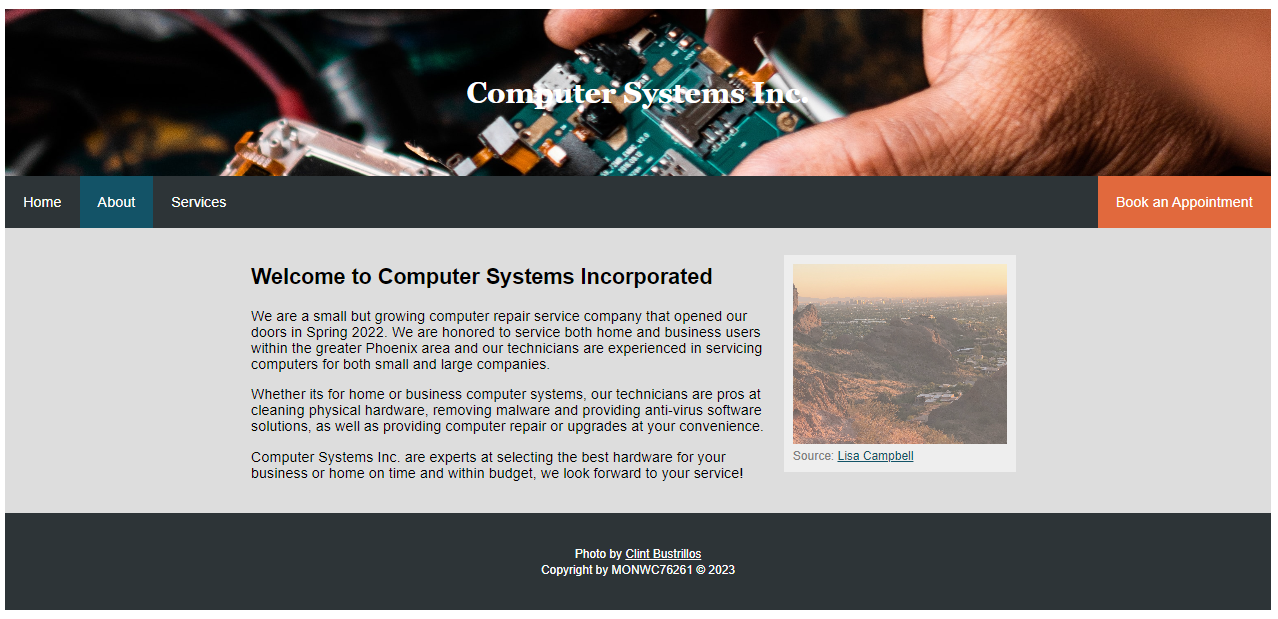 Computer Systems Inc.
Home About Services Book an Appointment
Welcome to Computer Systems Incorporated
We are a small but growing computer repair service company that opened our
doors in Spring 2022. We are honored to service both home and business users
within the greater Phoenix area and our technicians are experienced in servicing
computers for both small and large companies.
Whether its for home or business computer systems, our technicians are pros at
cleaning physical hardware, removing malware and providing anti-virus software
solutions, as well as providing computer repair or upgrades at your convenience.
Computer Systems Inc. are experts at selecting the best hardware for your
business or home on time and within budget, we look forward to your service!
Source: Lisa Campbell
Photo by Clint Bustrillos
Copyright by MONWC76261 © 2023